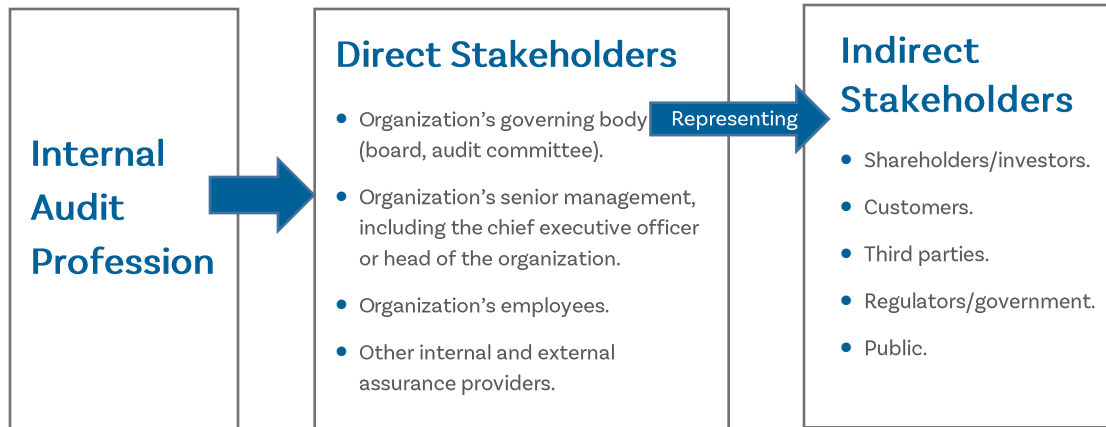 Internal
Audit
Profession
Direct Stakeholders
• Organization’s governing body
(board, audit committee).
• Organization’s senior management,
including the chief executive officer
or head of the organization.
• Organization’s employees.
• Other internal and external
assurance providers.
Representing
Indirect
Stakeholders
• Shareholders/investors.
• Customers.
• Third parties.
• Regulators/government.
• Public.